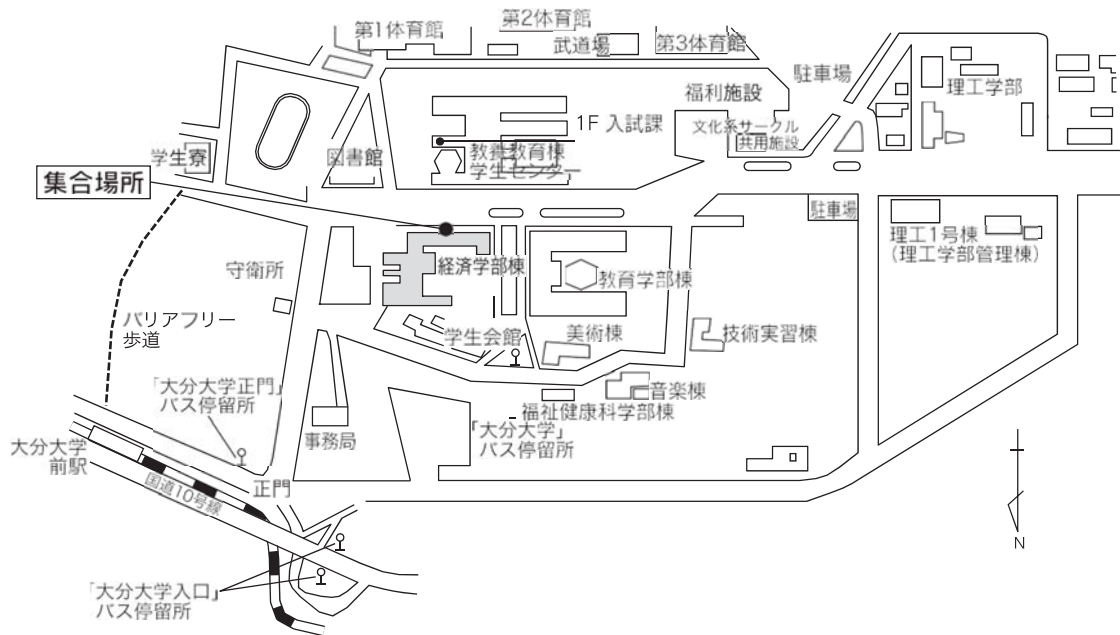 第1体育館
第2体育館
武道場
第3体育館
駐車場
理工学部
福利施設
1F 入試課
文化系サークル
共用施設
教養教育棟
学生センター
学生寮
図書館
集合場所
駐車場
理工1号棟
(理工学部管理棟)
守衛所
経済学部棟
教育学部棟
バリアフリー
歩道
学生会館
美術棟
技術実習棟
「大分大学正門」
バス停留所
音楽棟
福祉健康科学部棟
「大分大学」
バス停留所
事務局
大分大学
前駅
国道10号線
正門
N
「大分大学入口」
バス停留所